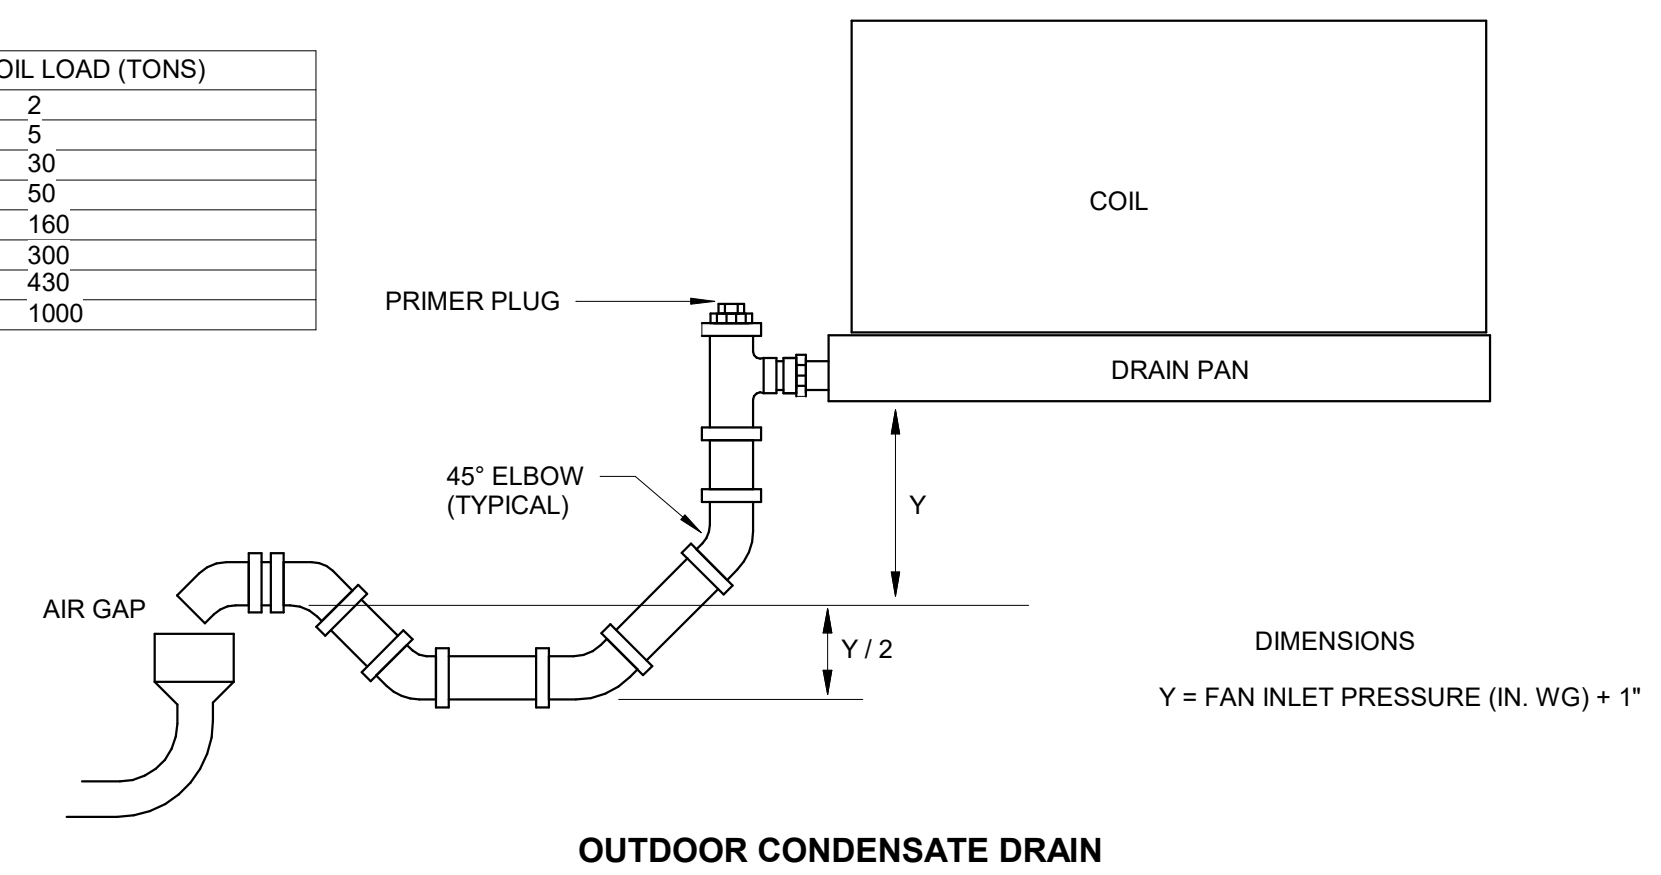 OIL LOAD (TONS)
2
5
30
50
160
300
430
1000
COIL
PRIMER PLUG
DRAIN PAN
45° ELBOW
(TYPICAL)
Y
AIR GAP
Y / 2
DIMENSIONS
Y = FAN INLET PRESSURE (IN. WG) + 1"
OUTDOOR CONDENSATE DRAIN